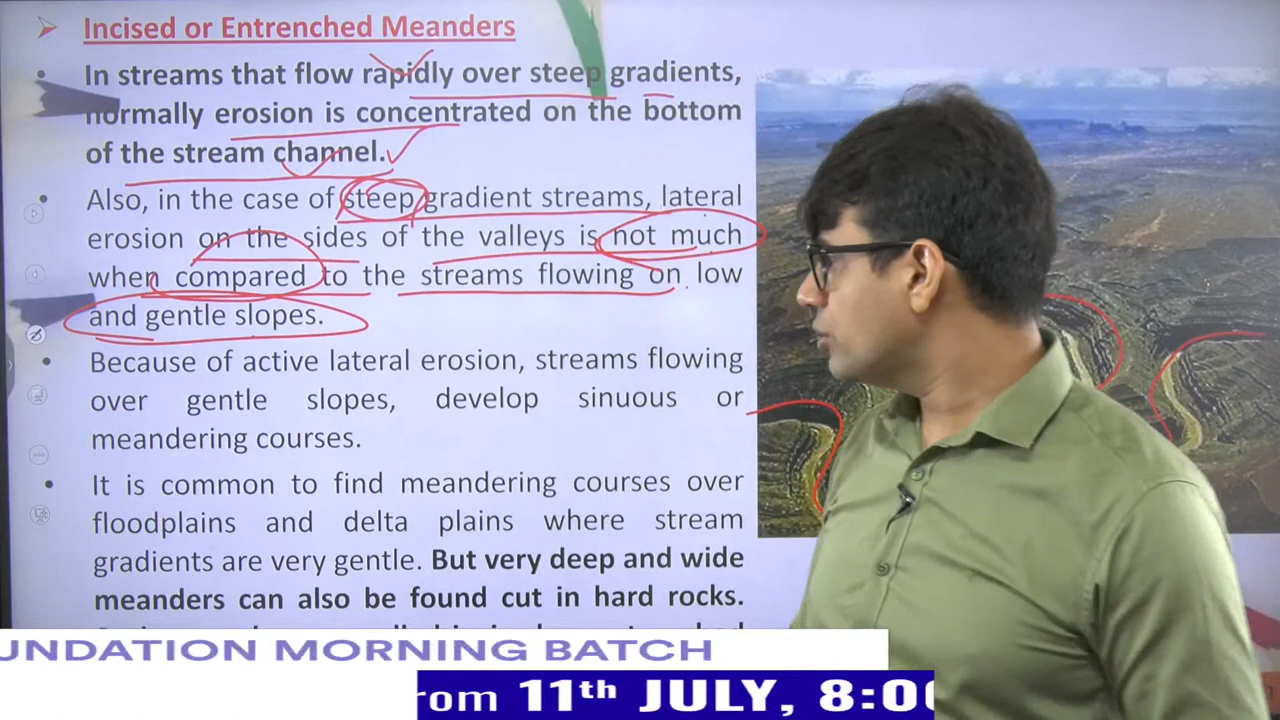 Incised or Entrenched Meanders
In streams that flow rapidly over steep gradients,
normally erosion is concentrated on the bottom
of the stream channel.
Also, in the case of steep gradient streams, lateral
erosion on the sides of the valleys is not much
when compared to the streams flowing on low
and gentle slopes.
Because of active lateral erosion, streams flowing
over gentle slopes, develop sinuous or
meandering courses.
It is common to find meandering courses over
floodplains and delta plains where stream
gradients are very gentle. But very deep and wide
meanders can also be found cut in hard rocks.
UNDATION MORNING BATCH
rom 11th JULY, 8:00